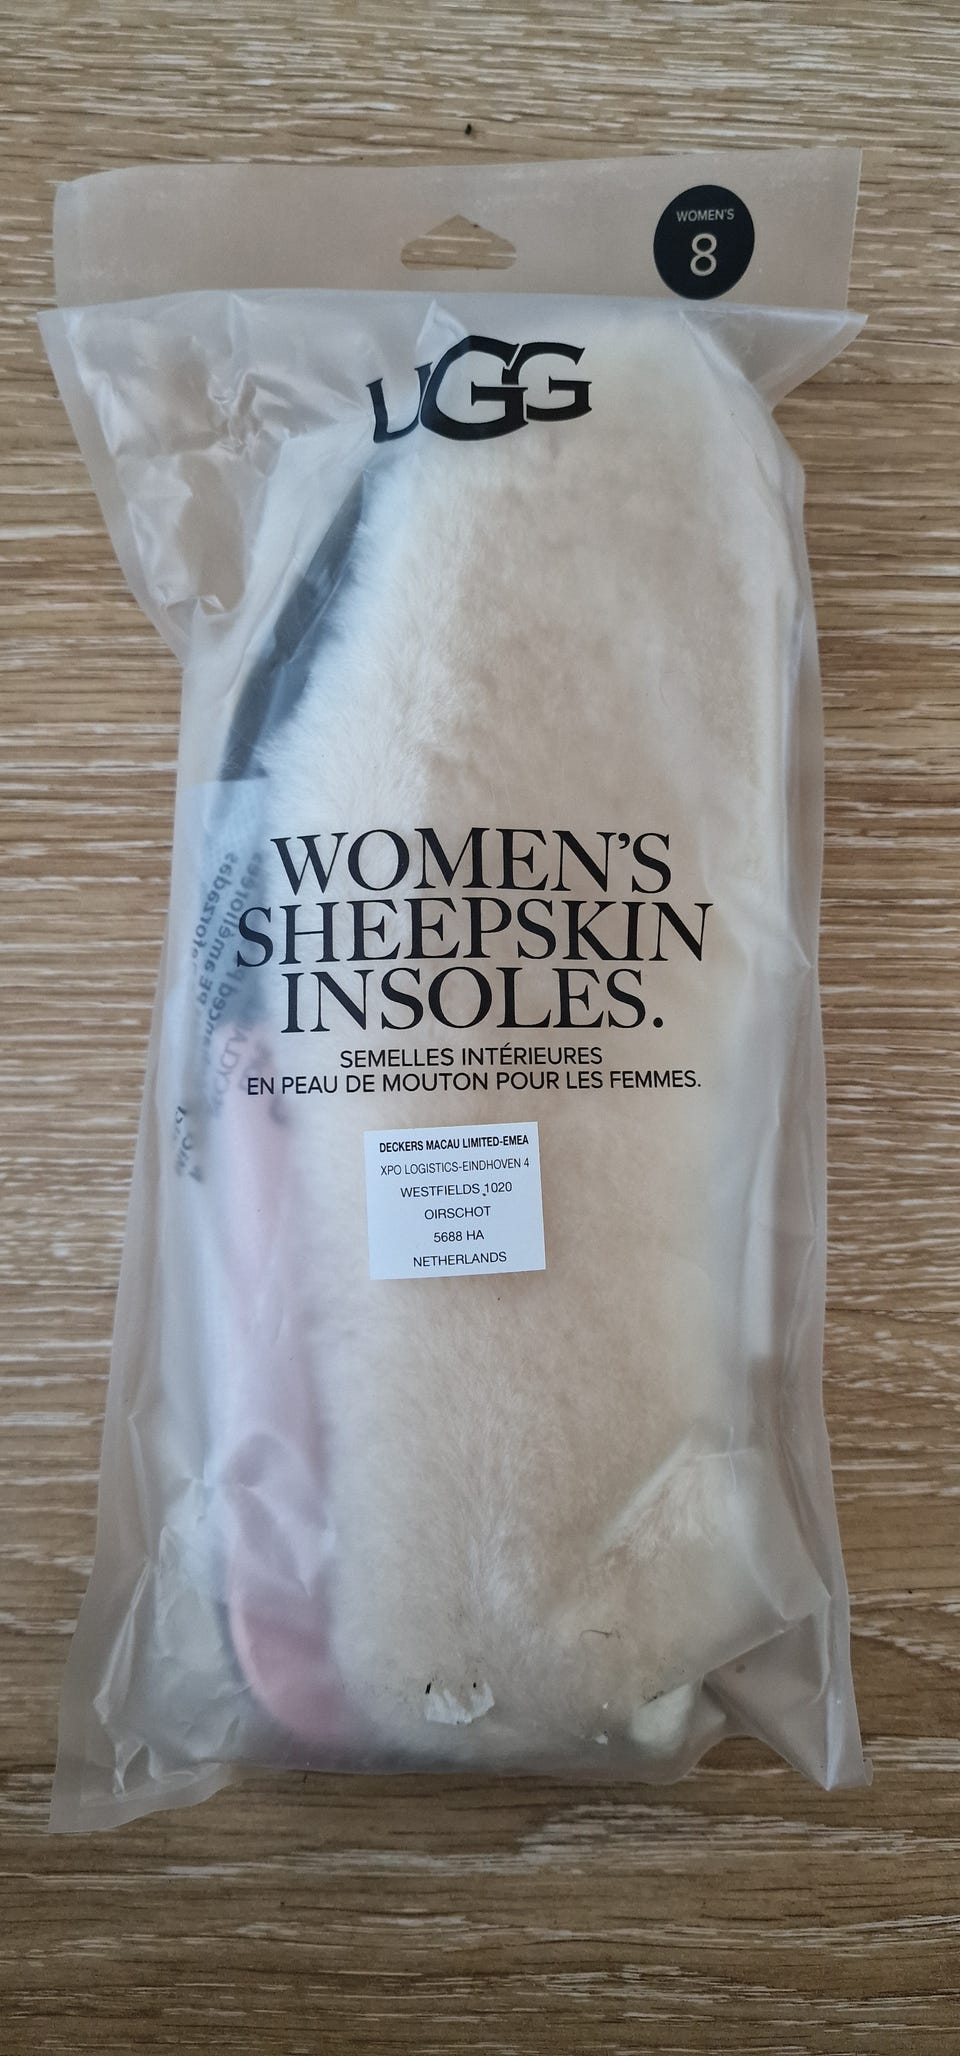 WOMEN'S
8
UGG
WOMEN'S
SHEEPSKIN
INSOLES.
SEMELLES INTÉRIEURES
EN PEAU DE MOUTON POUR LES FEMMES.
DECKERS MACAU LIMITED-EMEA
XPO LOGISTICS-EINDHOVEN 4
WESTFIELDS 1020
OIRSCHOT
5688 HA
NETHERLANDS